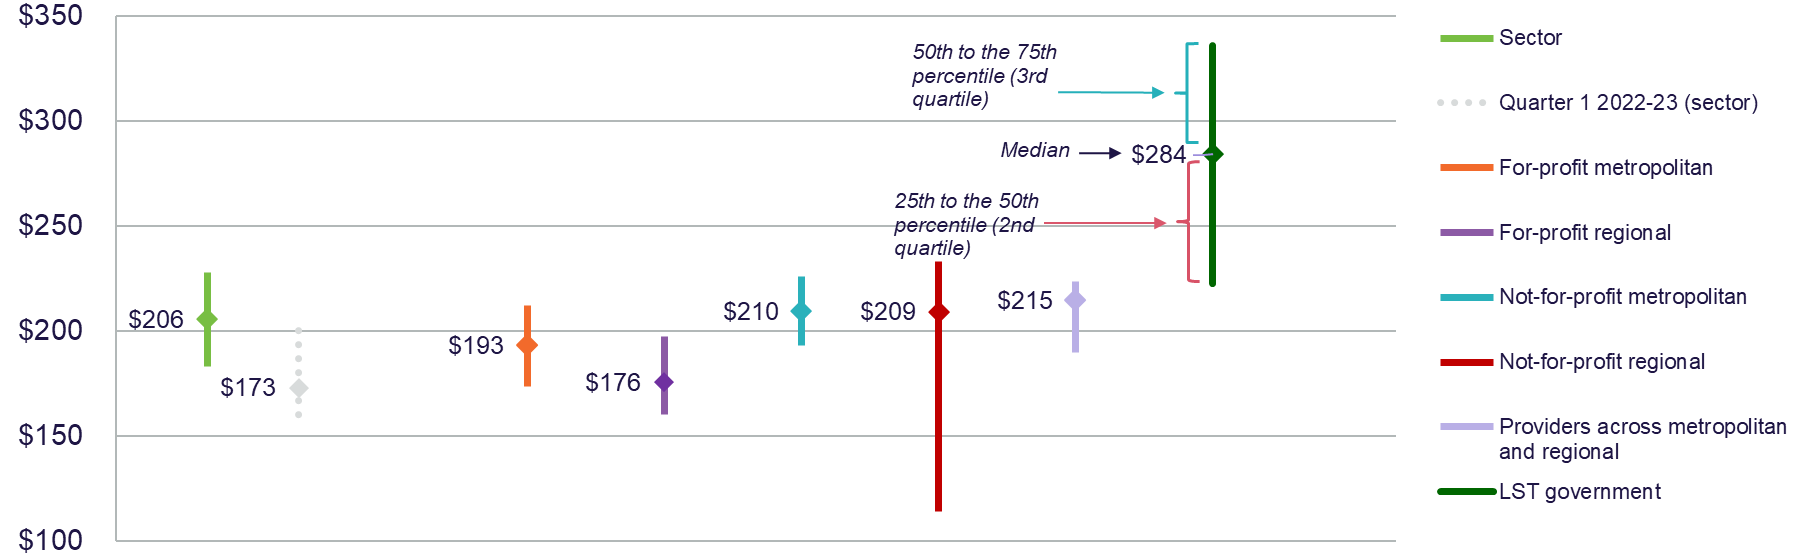 $350
$300
$250
$200
$150
$100
50th to the 75th
percentile (3rd
quartile)
Median
$284
25th to the 50th
percentile (2nd
quartile)
$206
$173
$193
$176
$210
$209
$215
Sector
Quarter 1 2022-23 (sector)
For-profit metropolitan
For-profit regional
Not-for-profit metropolitan
Not-for-profit regional
Providers across metropolitan
and regional
LST government